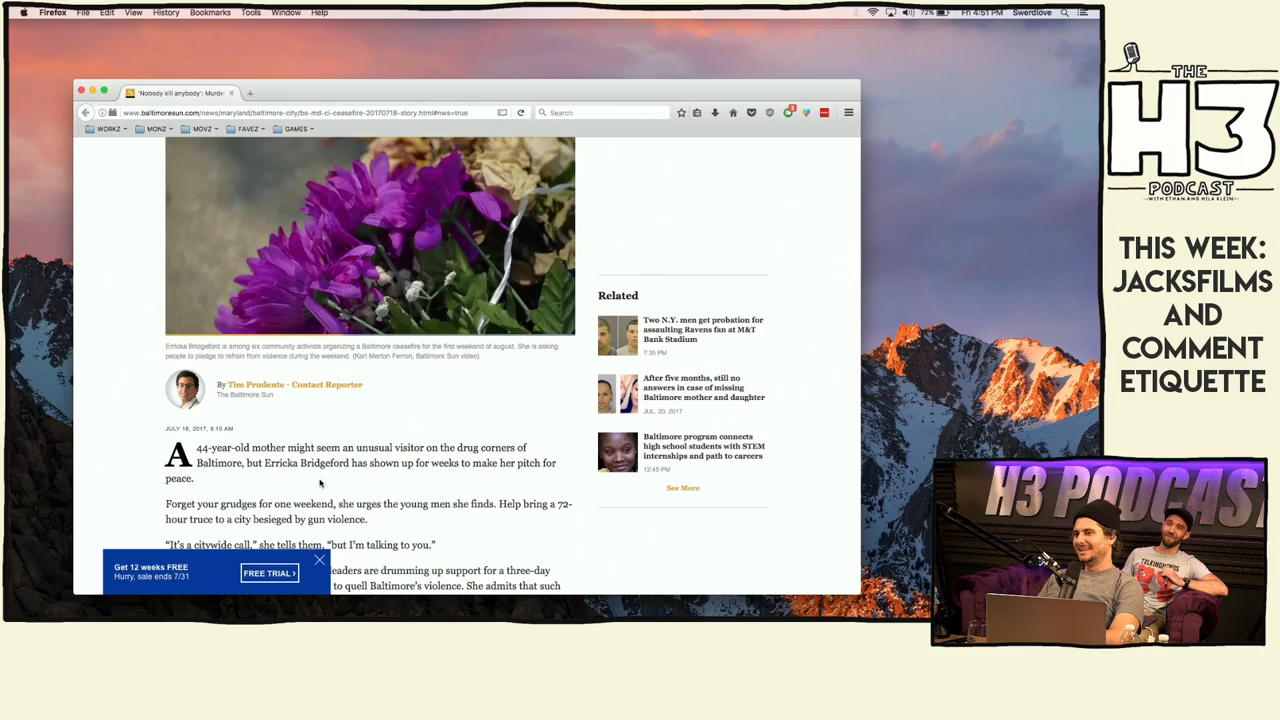 Firefox File Edit View History Bookmarks Tools Window Help
72% Fri 4:51 PM Swerdlove
'Nobody kill anybody': Murde
www.baltimoresun.com/news/maryland/baltimore-city/bs-md-ci-ceasefire-20170718-story.html#nws=true
Search
WORKZ MONZ MOVZ FAVEZ GAMES
Erricka Bridgeford is among six community activists organizing a Baltimore ceasefire for the first weekend of august. She is asking
people to pledge to refrain from violence during the weekend. (Karl Merton Ferron, Baltimore Sun video)
By Tim Prudente · Contact Reporter
The Baltimore Sun
JULY 18, 2017, 9:15 AM
A 44-year-old mother might seem an unusual visitor on the drug corners of
Baltimore, but Erricka Bridgeford has shown up for weeks to make her pitch for
peace.
Forget your grudges for one weekend, she urges the young men she finds. Help bring a 72-
hour truce to a city besieged by gun violence.
“It's a citywide call,” she tells them, “but I'm talking to you.”
leaders are drumming up support for a three-day
to quell Baltimore's violence. She admits that such
Get 12 weeks FREE
Hurry, sale ends 7/31
FREE TRIAL ›
Related
Two N.Y. men get probation for
assaulting Ravens fan at M&T
Bank Stadium
7:35 PM
After five months, still no
answers in case of missing
Baltimore mother and daughter
JUL. 20, 2017
Baltimore program connects
high school students with STEM
internships and path to careers
12:45 PM
See More
THE
H3
PODCAST
WITH ETHAN AND HILA KLEIN
THIS WEEK:
JACKSFILMS
AND
COMMENT
ETIQUETTE
H3 PODCAST